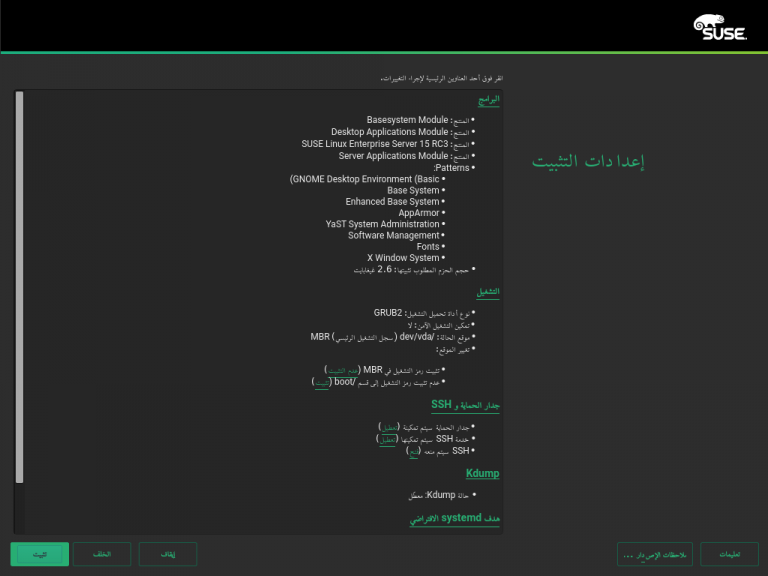 SUSE.
انقر فوق أحد العناوين الرئيسية لإجراء التغييرات.
إعدادات التثبيت
البرامج
• المنتج: Basesystem Module
• المنتج: Desktop Applications Module
• المنتج: SUSE Linux Enterprise Server 15 RC3
• المنتج: Server Applications Module
• Patterns:
• GNOME Desktop Environment (Basic)
• Base System
• Enhanced Base System
• AppArmor
• YaST System Administration
• Software Management
• Fonts
• X Window System
• حجم الحزم المطلوب تثبيتها: 2.6 غيغابايت
التشغيل
• نوع أداة تحميل التشغيل: GRUB2
• تمكين التشغيل الآمن: لا
• موقع الحالة: /dev/vda (سجل التشغيل الرئيسي) MBR
• تغيير الموقع:
• تثبيت رمز التشغيل في MBR (عدم التثبيت)
• عدم تثبيت رمز التشغيل إلى قسم /boot (تثبيت)
جدار الحماية و SSH
• جدار الحماية سيتم تمكينه (تعطيل)
• خدمة SSH سيتم تمكينها (تعطيل)
• SSH سيتم منعه (فتح)
Kdump
• حالة Kdump: معطّل
هدف systemd الافتراضي
تعليمات
ملاحظات الإصدار ...
إيقاف
الخلف
تثبيت